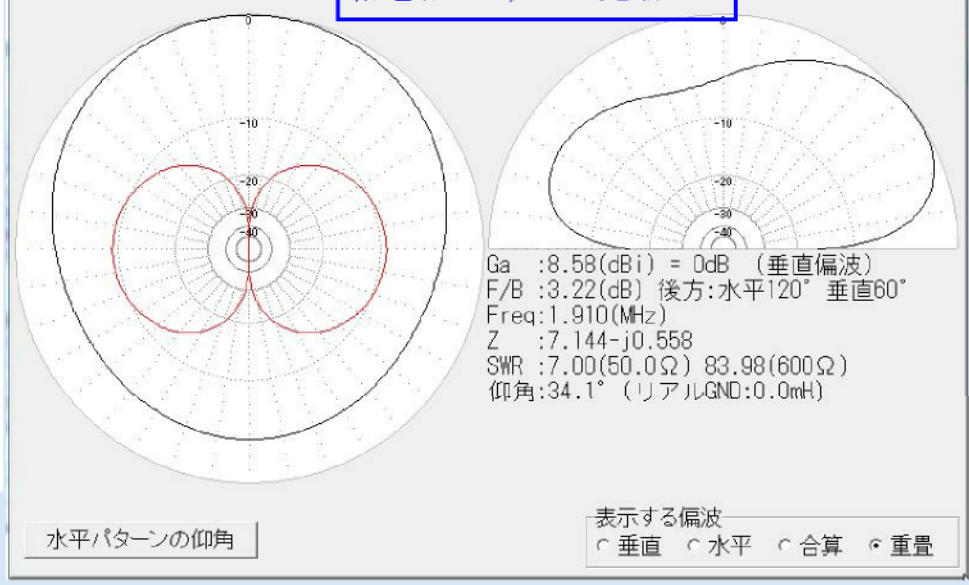 0
-10
-20
-30
-40
0
-10
-20
-30
-40
Ga :8.58(dBi) = 0dB (垂直偏波)
F/B :3.22(dB) 後方:水平120° 垂直60°
Freq:1.910(MHz)
Z :7.144-j0.558
SWR :7.00(50.0Ω) 83.98(600Ω)
仰角:34.1° (リアルGND:0.0mH)
水平パターンの仰角
表示する偏波
垂直 水平 合算 重畳